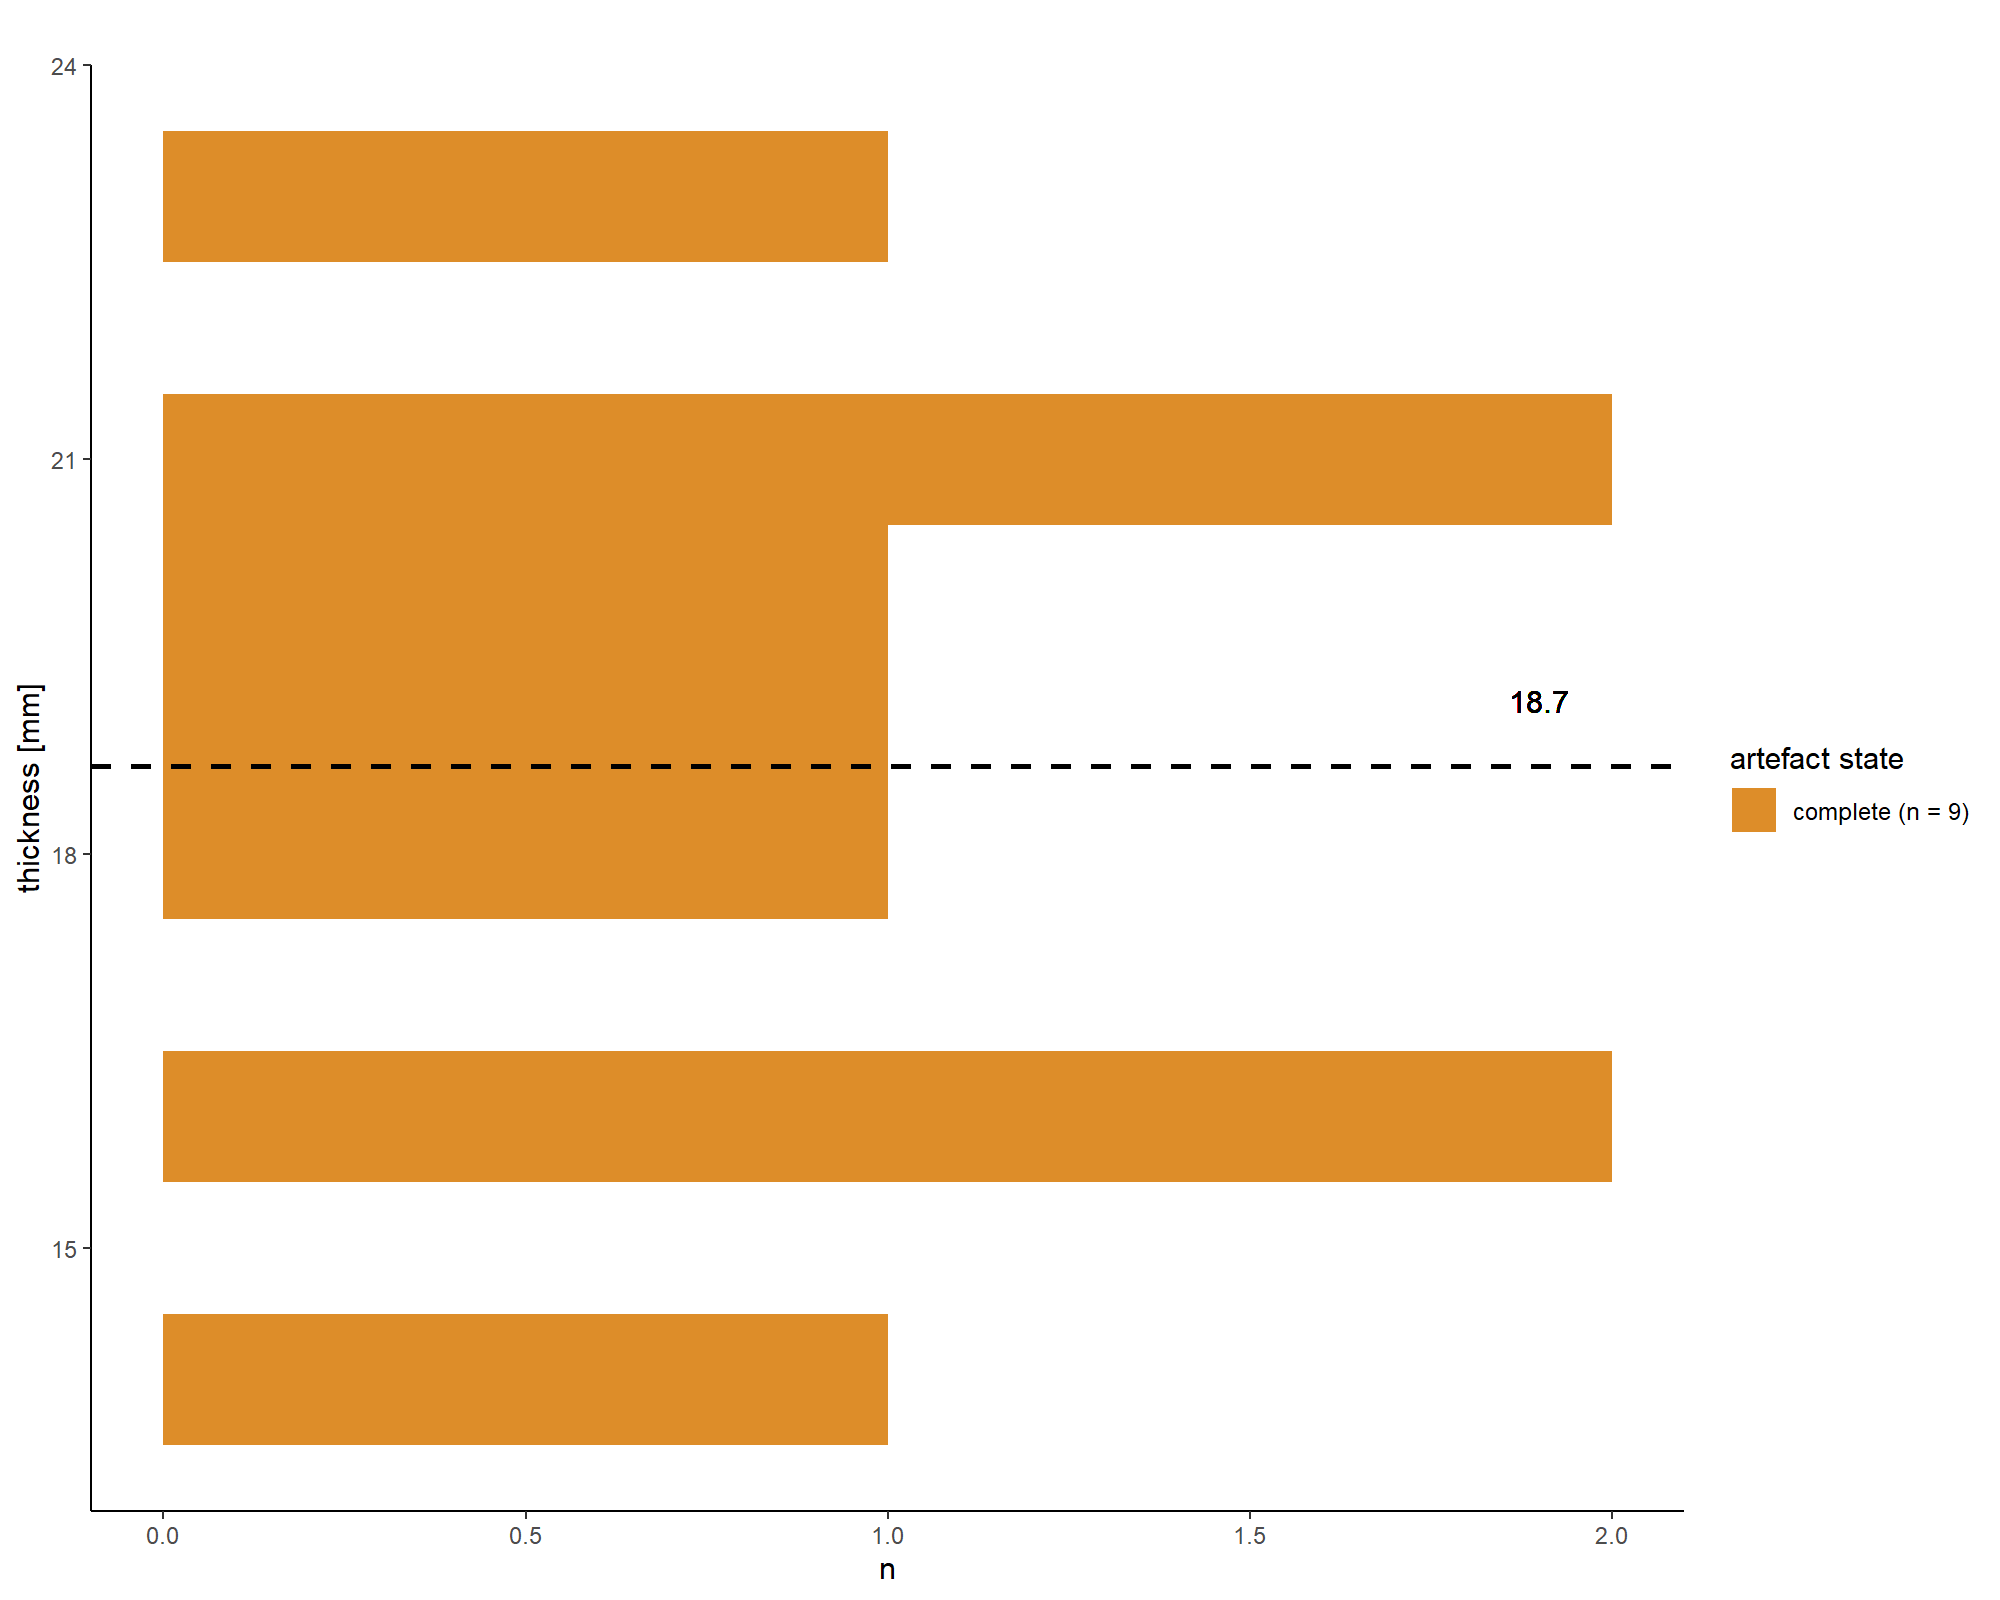 24
21
18
15
thickness [mm]
18.7
0.0 0.5 1.0 1.5 2.0
n
artefact state
complete (n = 9)